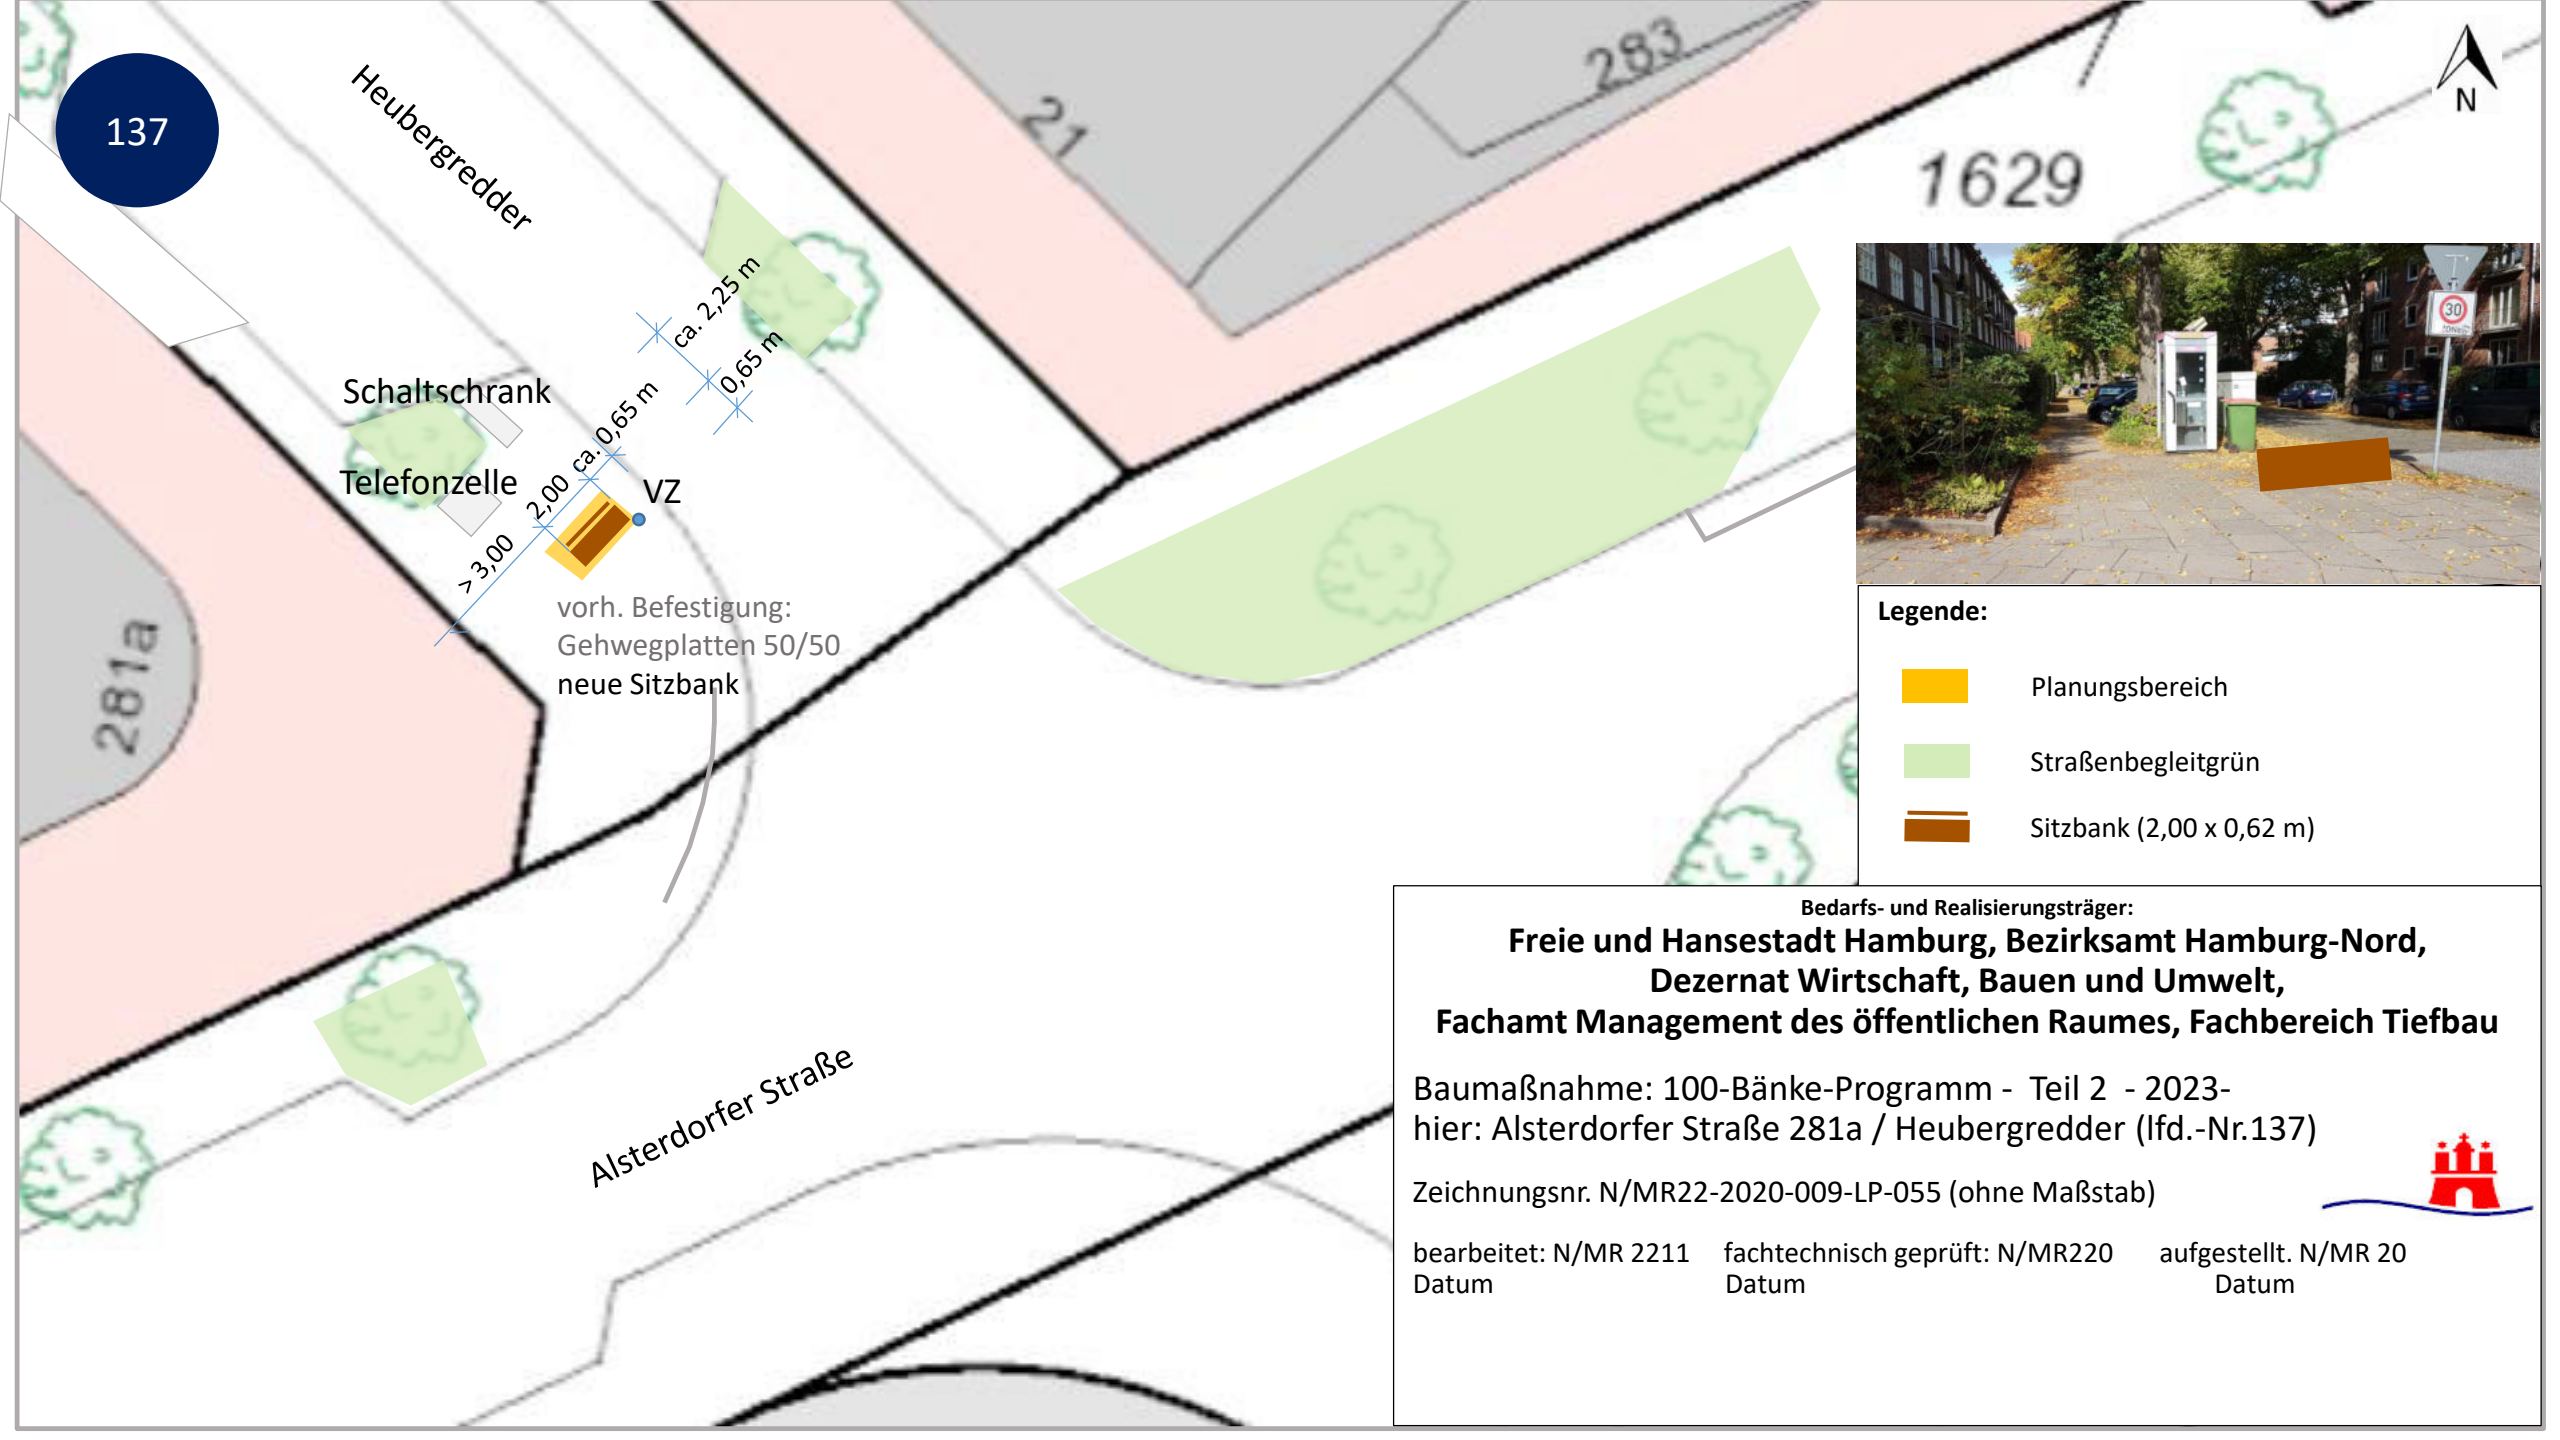 137
Heubergredder
21
283
1629
N
ca. 2,25 m
0,65 m
Schaltschrank
ca. 0,65 m
Telefonzelle
2,00
VZ
> 3,00
vorh. Befestigung:
Gehwegplatten 50/50
neue Sitzbank
281a
30
Alsterdorfer Straße
Legende:
Planungsbereich
Straßenbegleitgrün
Sitzbank (2,00 x 0,62 m)
Bedarfs- und Realisierungsträger:
Freie und Hansestadt Hamburg, Bezirksamt Hamburg-Nord,
Dezernat Wirtschaft, Bauen und Umwelt,
Fachamt Management des öffentlichen Raumes, Fachbereich Tiefbau
Baumaßnahme: 100-Bänke-Programm - Teil 2 - 2023-
hier: Alsterdorfer Straße 281a / Heubergredder (lfd.-Nr.137)
Zeichnungsnr. N/MR22-2020-009-LP-055 (ohne Maßstab)
bearbeitet: N/MR 2211 fachtechnisch geprüft: N/MR220 aufgestellt. N/MR 20
Datum Datum Datum